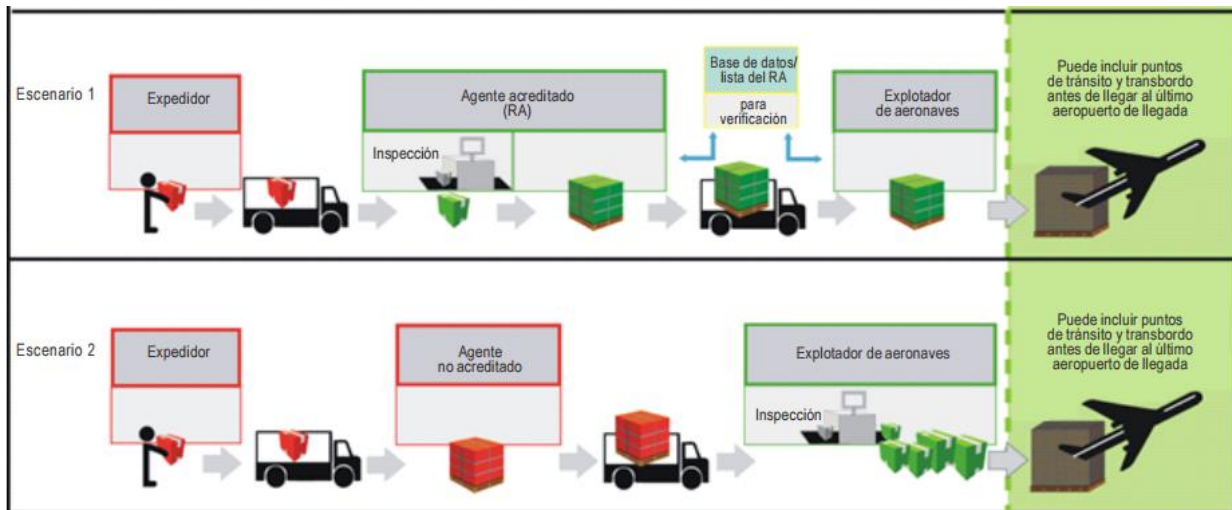 Escenario 1
Expedidor
Agente acreditado
(RA)
Inspección
Base de datos/
lista del RA
para
verificación
Explotador
de aeronaves
Puede incluir puntos
de tránsito y transbordo
antes de llegar al último
aeropuerto de llegada
Escenario 2
Expedidor
Agente
no acreditado
Explotador de aeronaves
Inspección
Puede incluir puntos
de tránsito y transbordo
antes de llegar al último
aeropuerto de llegada